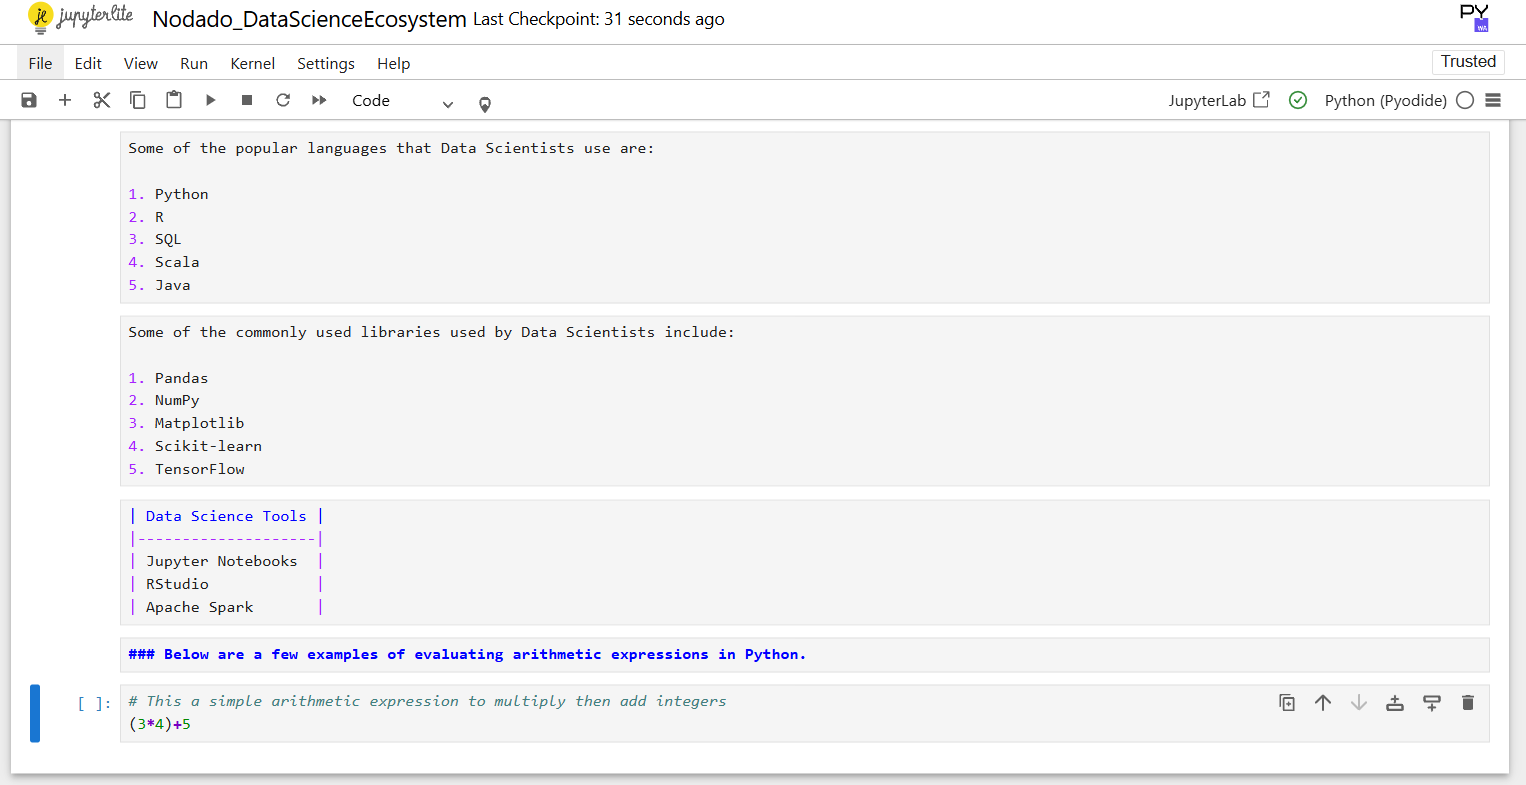 jupyterlite Nodado_DataScienceEcosystem Last Checkpoint: 31 seconds ago
PY
WA
File Edit View Run Kernel Settings Help Trusted
Code JupyterLab Python (Pyodide)
Some of the popular languages that Data Scientists use are:
1. Python
2. R
3. SQL
4. Scala
5. Java
Some of the commonly used libraries used by Data Scientists include:
1. Pandas
2. NumPy
3. Matplotlib
4. Scikit-learn
5. TensorFlow
| Data Science Tools |
|--------------------|
| Jupyter Notebooks  |
| RStudio            |
| Apache Spark       |
### Below are a few examples of evaluating arithmetic expressions in Python.
[ ]: # This a simple arithmetic expression to multiply then add integers
(3*4)+5